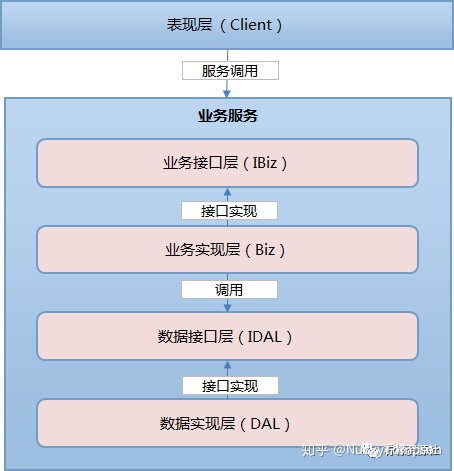 表现层（Client）
服务调用
业务服务
业务接口层（IBiz）
接口实现
业务实现层（Biz）
调用
数据接口层（IDAL）
接口实现
数据实现层（DAL）
知乎